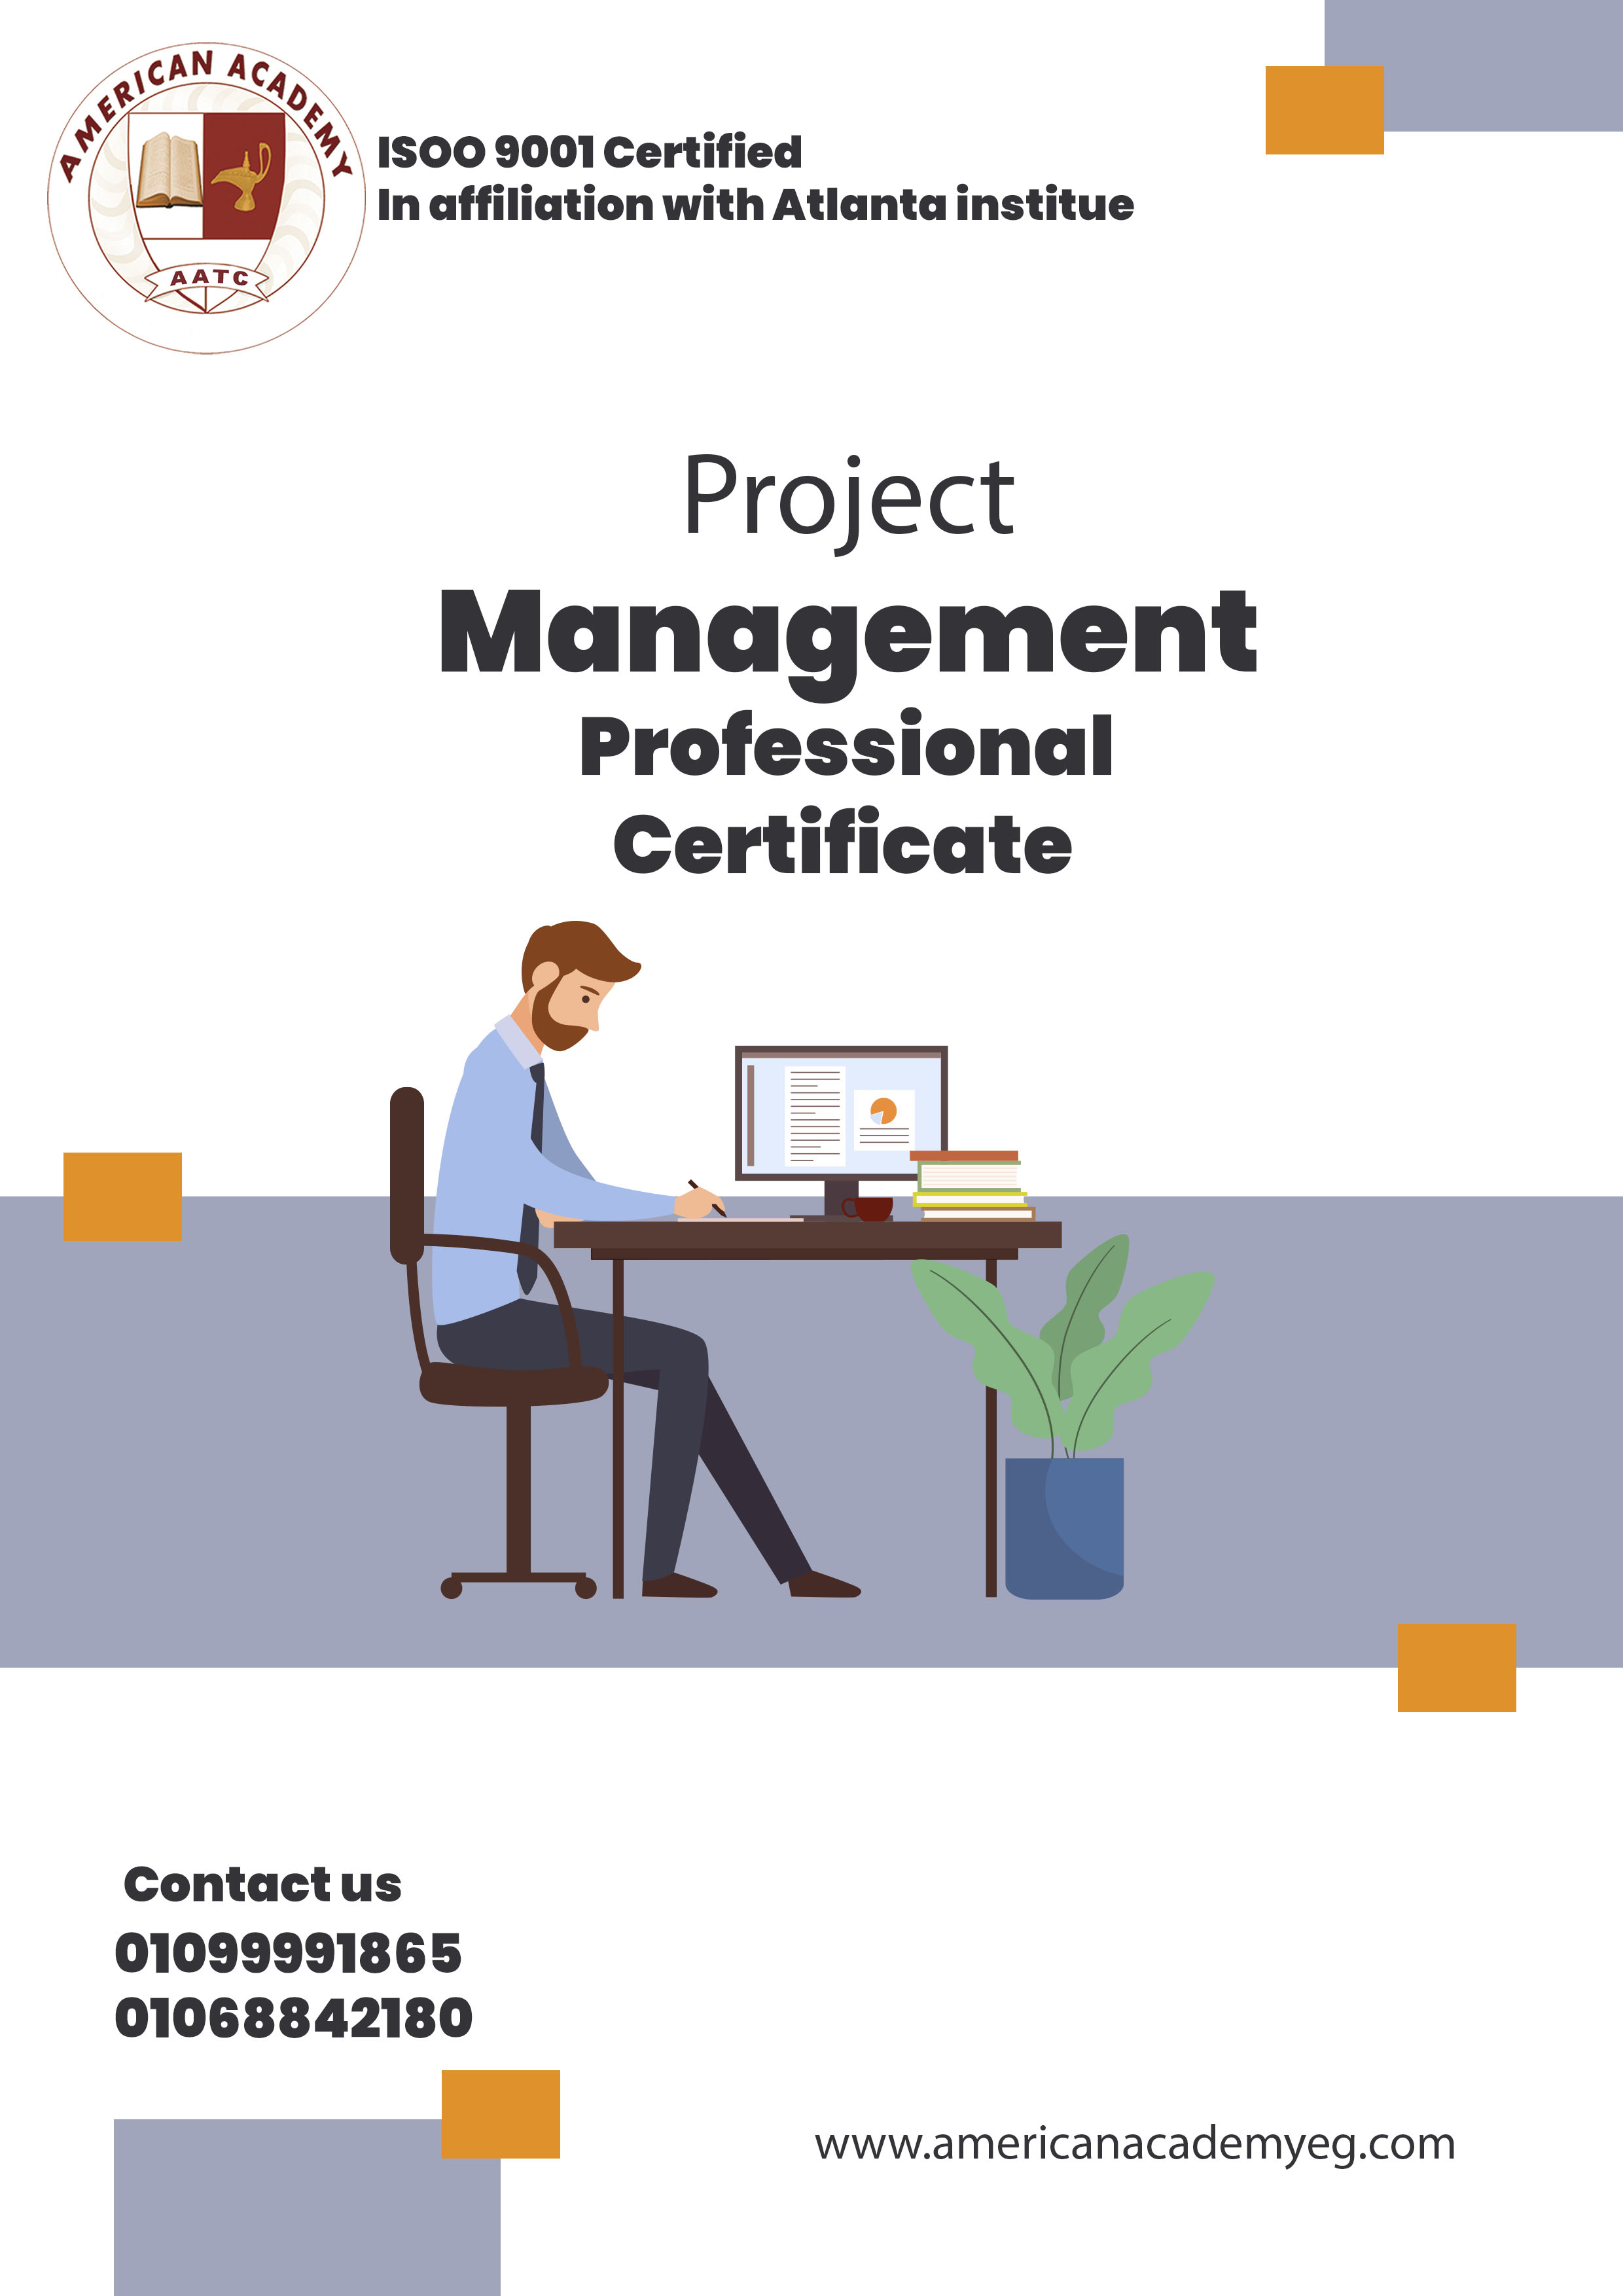 AMERICAN ACADEMY
AATC
ISOO 9001 Certified
In affiliation with Atlanta institue
Project
Management
Professional
Certificate
Contact us
01099991865
01068842180
www.americanacademyeg.com